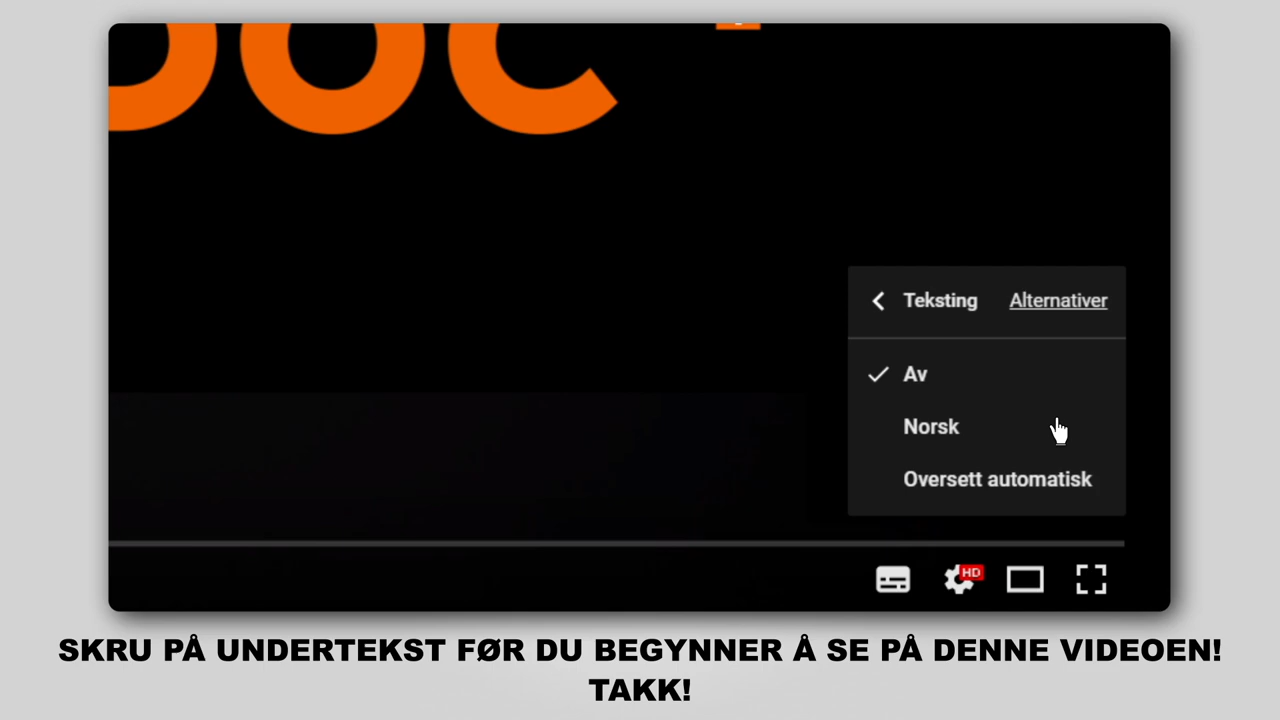 Teksting Alternativer
Av
Norsk
Oversett automatisk
HD
SKRU PÅ UNDERTEKST FØR DU BEGYNNER Å SE PÅ DENNE VIDEOEN!
TAKK!